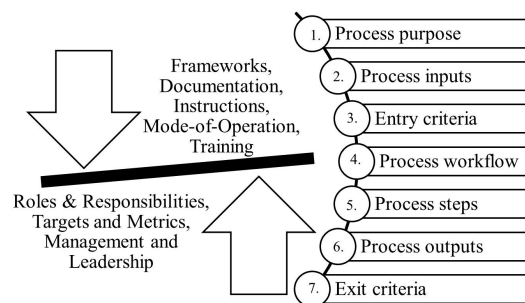 Frameworks,
Documentation,
Instructions,
Mode-of-Operation,
Training
Roles & Responsibilities,
Targets and Metrics,
Management and
Leadership
1. Process purpose
2. Process inputs
3. Entry criteria
4. Process workflow
5. Process steps
6. Process outputs
7. Exit criteria